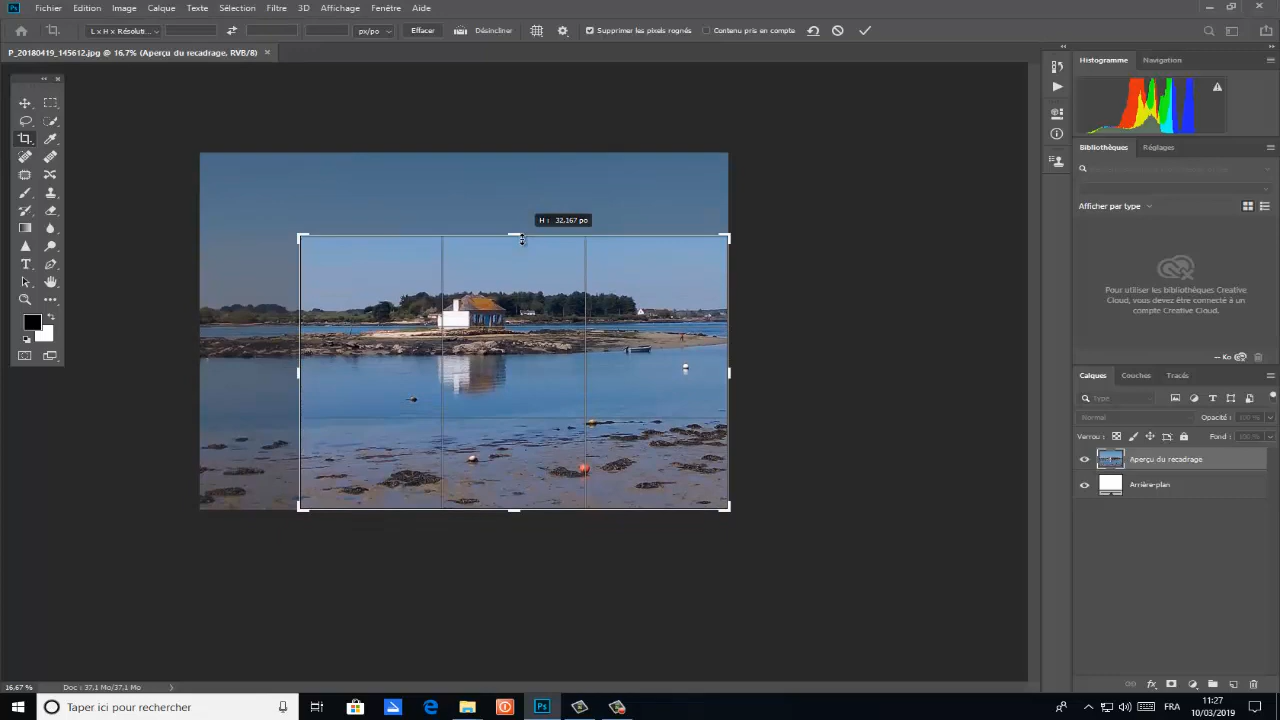 Ps Fichier Edition Image Calque Texte Sélection Filtre 3D Affichage Fenêtre Aide
L x H x Résoluti... px/po Effacer Désincliner Supprimer les pixels rognés Contenu pris en compte
P_20180419_145612.jpg @ 16.7% (Aperçu du recadrage, RVB/8)
Histogramme Navigation
Bibliothèques Réglages
Afficher par type
Pour utiliser les bibliothèques Creative
Cloud, vous devez être connecté à un
compte Creative Cloud.
-- Ko
H : 32,167 po
Calques Couches Tracés
Type
Normal Opacité : 100 %
Verrou : Fond : 100 %
Aperçu du recadrage
Arrière-plan
16.67 % Doc : 37,1 Mo/37,1 Mo
Taper ici pour rechercher
Ps
FRA
11:27
10/03/2019